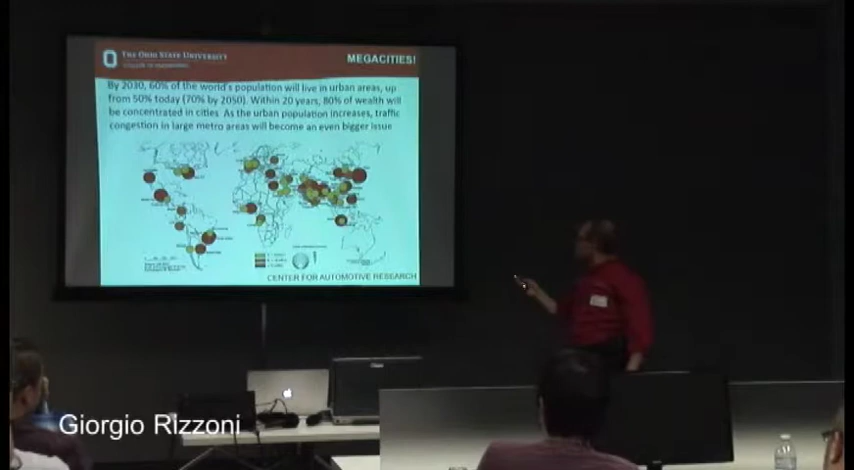 THE OHIO STATE UNIVERSITY
MEGACITIES!
By 2030, 60% of the world's population will live in urban areas, up
from 50% today (70% by 2050). Within 20 years, 80% of wealth will
be concentrated in cities As the urban population increases, traffic
congestion in large metro areas will become an even bigger issue
CENTER FOR AUTOMOTIVE RESEARCH
Giorgio Rizzoni